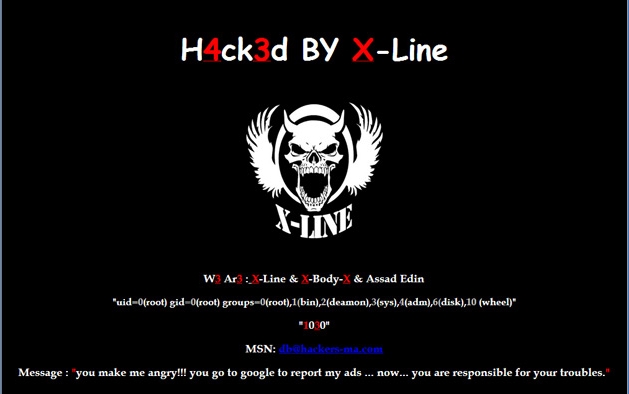 H4ck3d BY X-Line
X-LINE
W3 Ar3 : X-Line & X-Body-X & Assad Edin
"uid=0(root) gid=0(root) groups=0(root),1(bin),2(deamon),3(sys),4(adm),6(disk),10 (wheel)"
"1030"
MSN: db@hackers-ma.com
Message : "you make me angry!!! you go to google to report my ads ... now... you are responsible for your troubles."